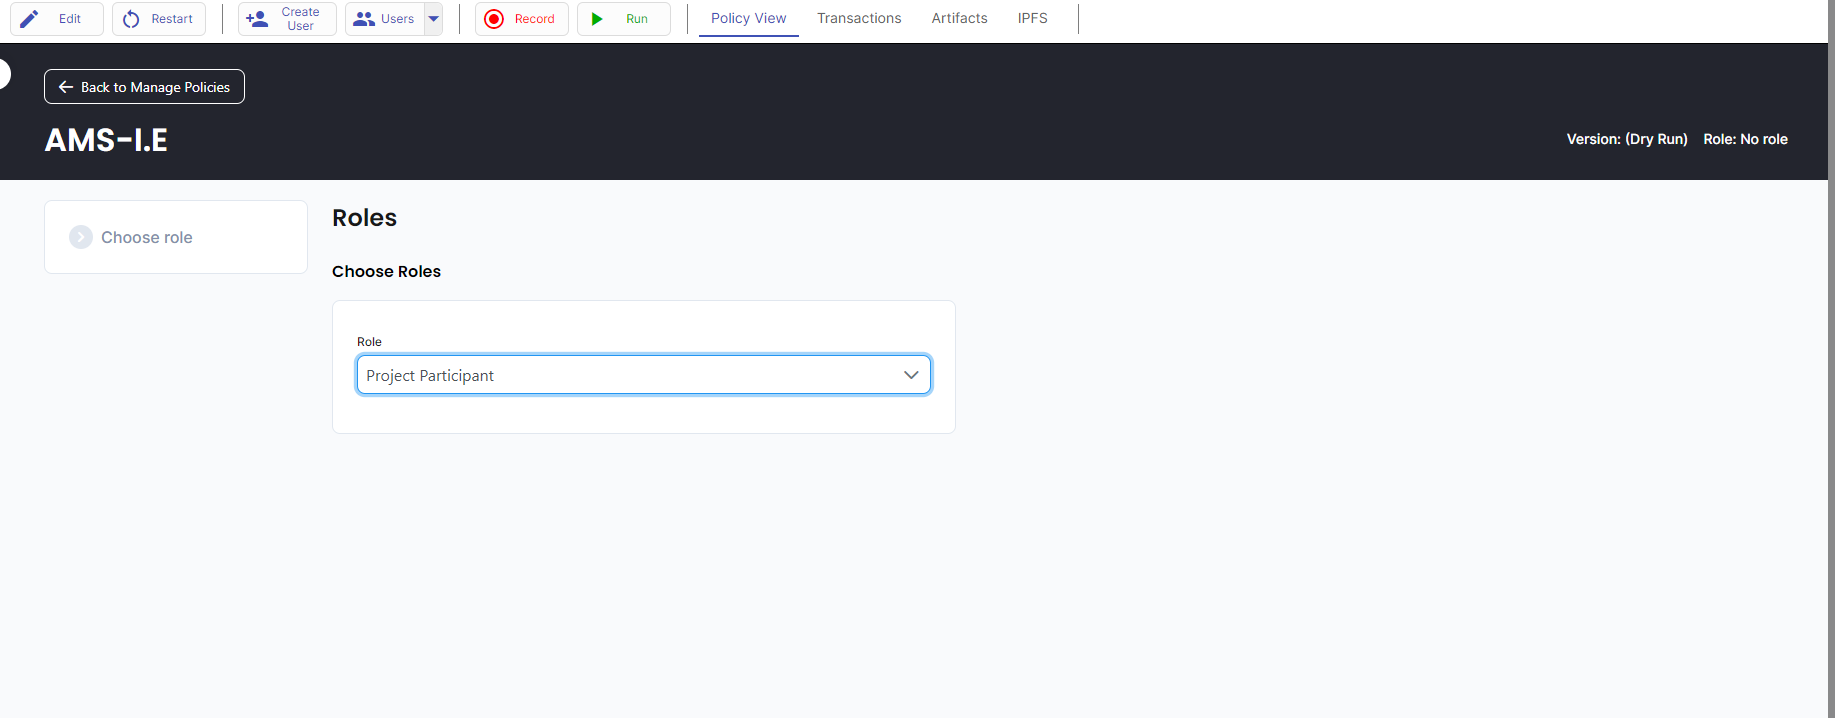 Edit
Restart
Create
User
Users
Record
Run
Policy View
Transactions
Artifacts
IPFS
Back to Manage Policies
AMS-I.E
Version: (Dry Run)
Role: No role
Choose role
Roles
Choose Roles
Role
Project Participant